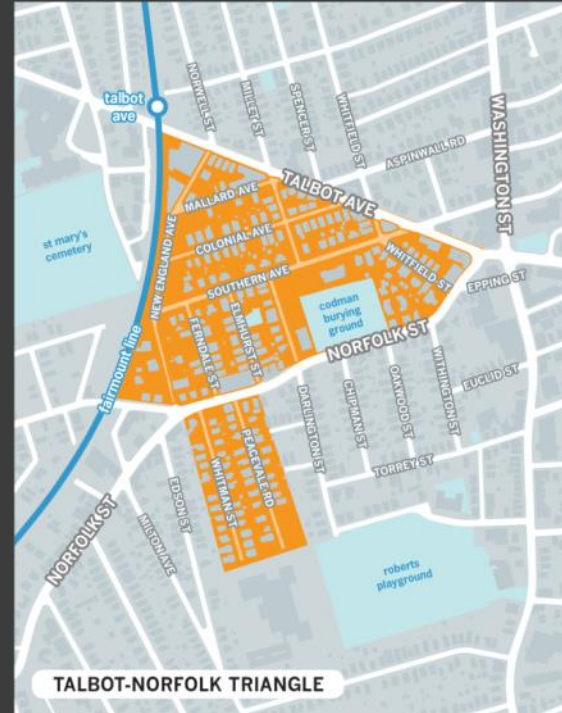 talbot
ave
NORWELL ST
MILLET ST
SPENCER ST
WHITFIELD ST
WASHINGTON ST
ASPINWALL RD
TALBOT AVE
MALLARD AVE
COLONIAL AVE
SOUTHERN AVE
NEW ENGLAND AVE
st mary's
cemetery
WHITFIELD ST
EPPING ST
codman
burying
ground
NORFOLK ST
FERNDALE ST
ELMHURST ST
fairmount line
DARLINGTON ST
CHIPMAN ST
OAKWOOD ST
WITHINGTON ST
EUCLID ST
TORREY ST
PEACEVALE RD
WHITMAN ST
EDSON ST
MILTON AVE
NORFOLK ST
roberts
playground
TALBOT-NORFOLK TRIANGLE